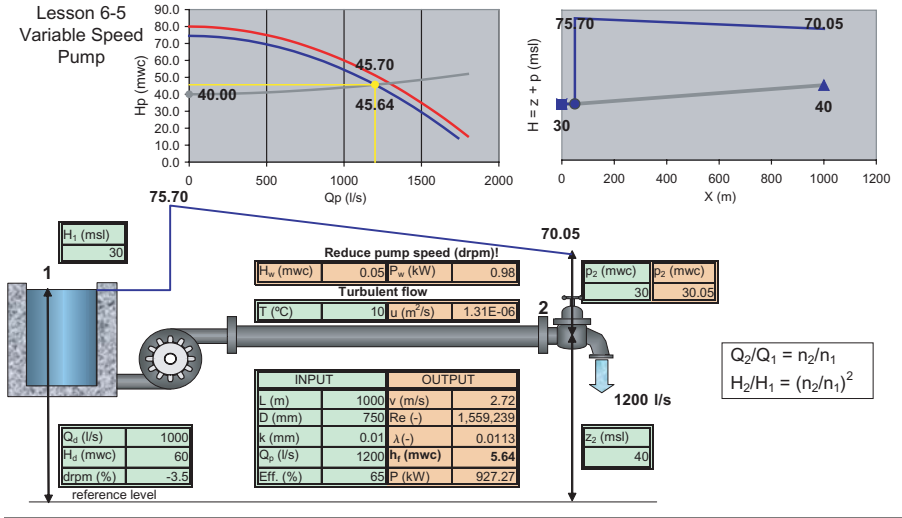 Lesson 6-5
Variable Speed
Pump
90.0
80.0
70.0
60.0
50.0
40.0
30.0
20.0
10.0
0.0
Hp (mwc)
45.70
40.00
45.64
0
500
1000
1500
2000
Qp (l/s)
75.70
70.05
H = z + p (msl)
30
40
0
200
400
600
800
1000
1200
X (m)
75.70
70.05
H₁ (msl)
30
1
Reduce pump speed (drpm)!
H_w (mwc) 0.05 P_w (kW) 0.98
Turbulent flow
T (ºC) 10 u (m²/s) 1.31E-06
p₂ (mwc) p₂ (mwc)
30 30.05
2
Q₂/Q₁ = n₂/n₁
H₂/H₁ = (n₂/n₁)²
1200 l/s
INPUT OUTPUT
L (m) 1000 v (m/s) 2.72
D (mm) 750 Re (-) 1,559,239
k (mm) 0.01 λ(-) 0.0113
Q_p (l/s) 1200 h_f (mwc) 5.64
Eff. (%) 65 P (kW) 927.27
Q_d (l/s) 1000
H_d (mwc) 60
drpm (%) -3.5
z₂ (msl)
40
reference level